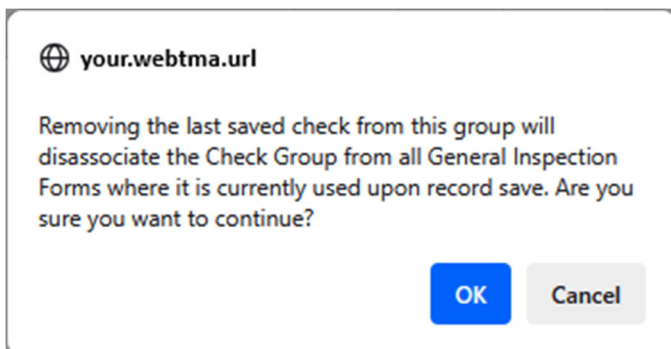 your.webtma.url
Removing the last saved check from this group will
disassociate the Check Group from all General Inspection
Forms where it is currently used upon record save. Are you
sure you want to continue?
OK Cancel